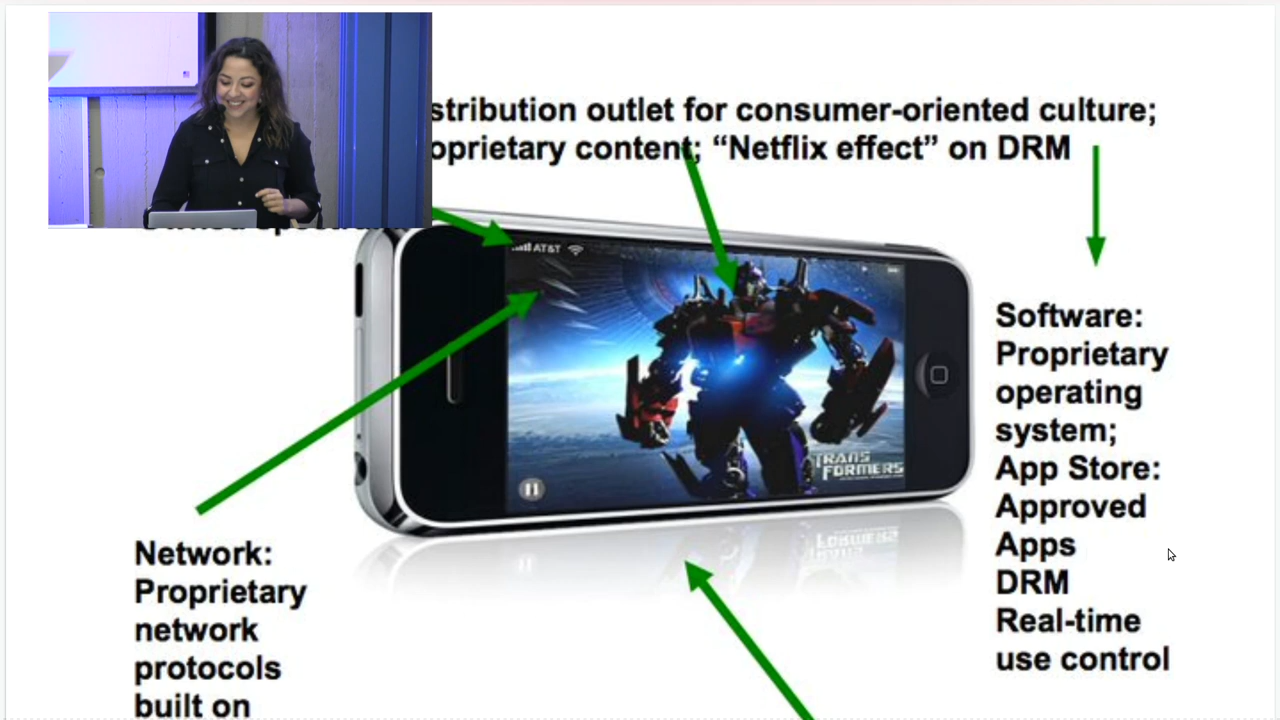 stribution outlet for consumer-oriented culture;
oprietary content; “Netflix effect” on DRM
AT&T
TRANS
FORMERS
Software:
Proprietary
operating
system;
App Store:
Approved
Apps
DRM
Real-time
use control
Network:
Proprietary
network
protocols
built on